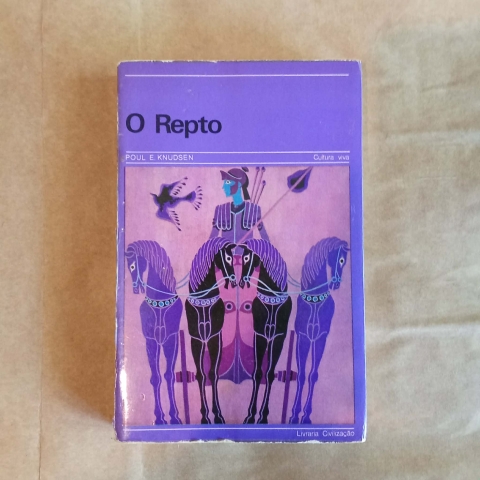 O Repto
POUL E. KNUDSEN
Cultura viva
Livraria Civilização